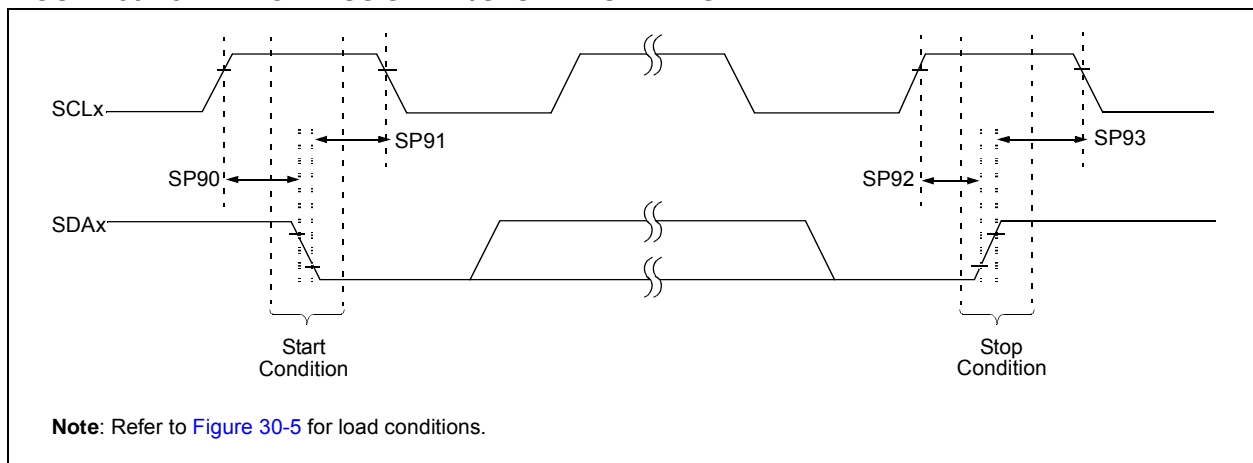 SCLx
SP91
SP93
SP90
SP92
SDAx
Start
Condition
Stop
Condition
Note: Refer to Figure 30-5 for load conditions.